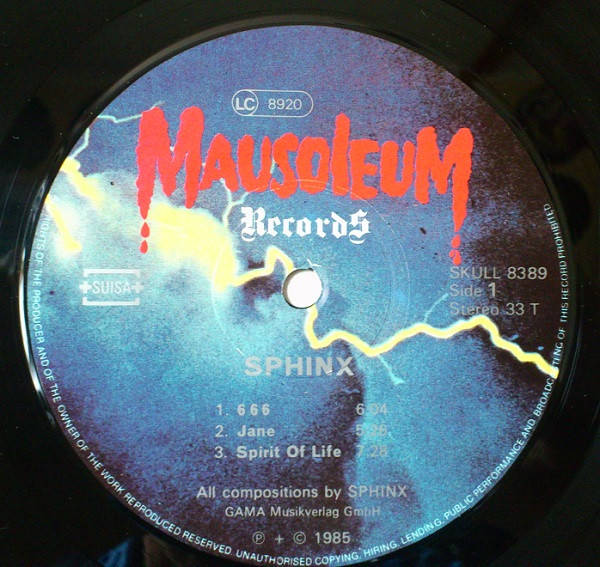 LC 8920
MAUSOLEUM
Records
SUISA
SKULL 8389
Side 1
Stereo 33 T
SPHINX
1. 666 6.04
2. Jane
3. Spirit Of Life 7.28
All compositions by SPHINX
GAMA Musikverlag GmbH
℗ + © 1985
OF THE PRODUCER AND OF THE OWNER OF THE WORK REPRODUCED RESERVED. UNAUTHORISED COPYING, HIRING, LENDING, PUBLIC PERFORMANCE AND BROADCASTING OF THIS RECORD PROHIBITED